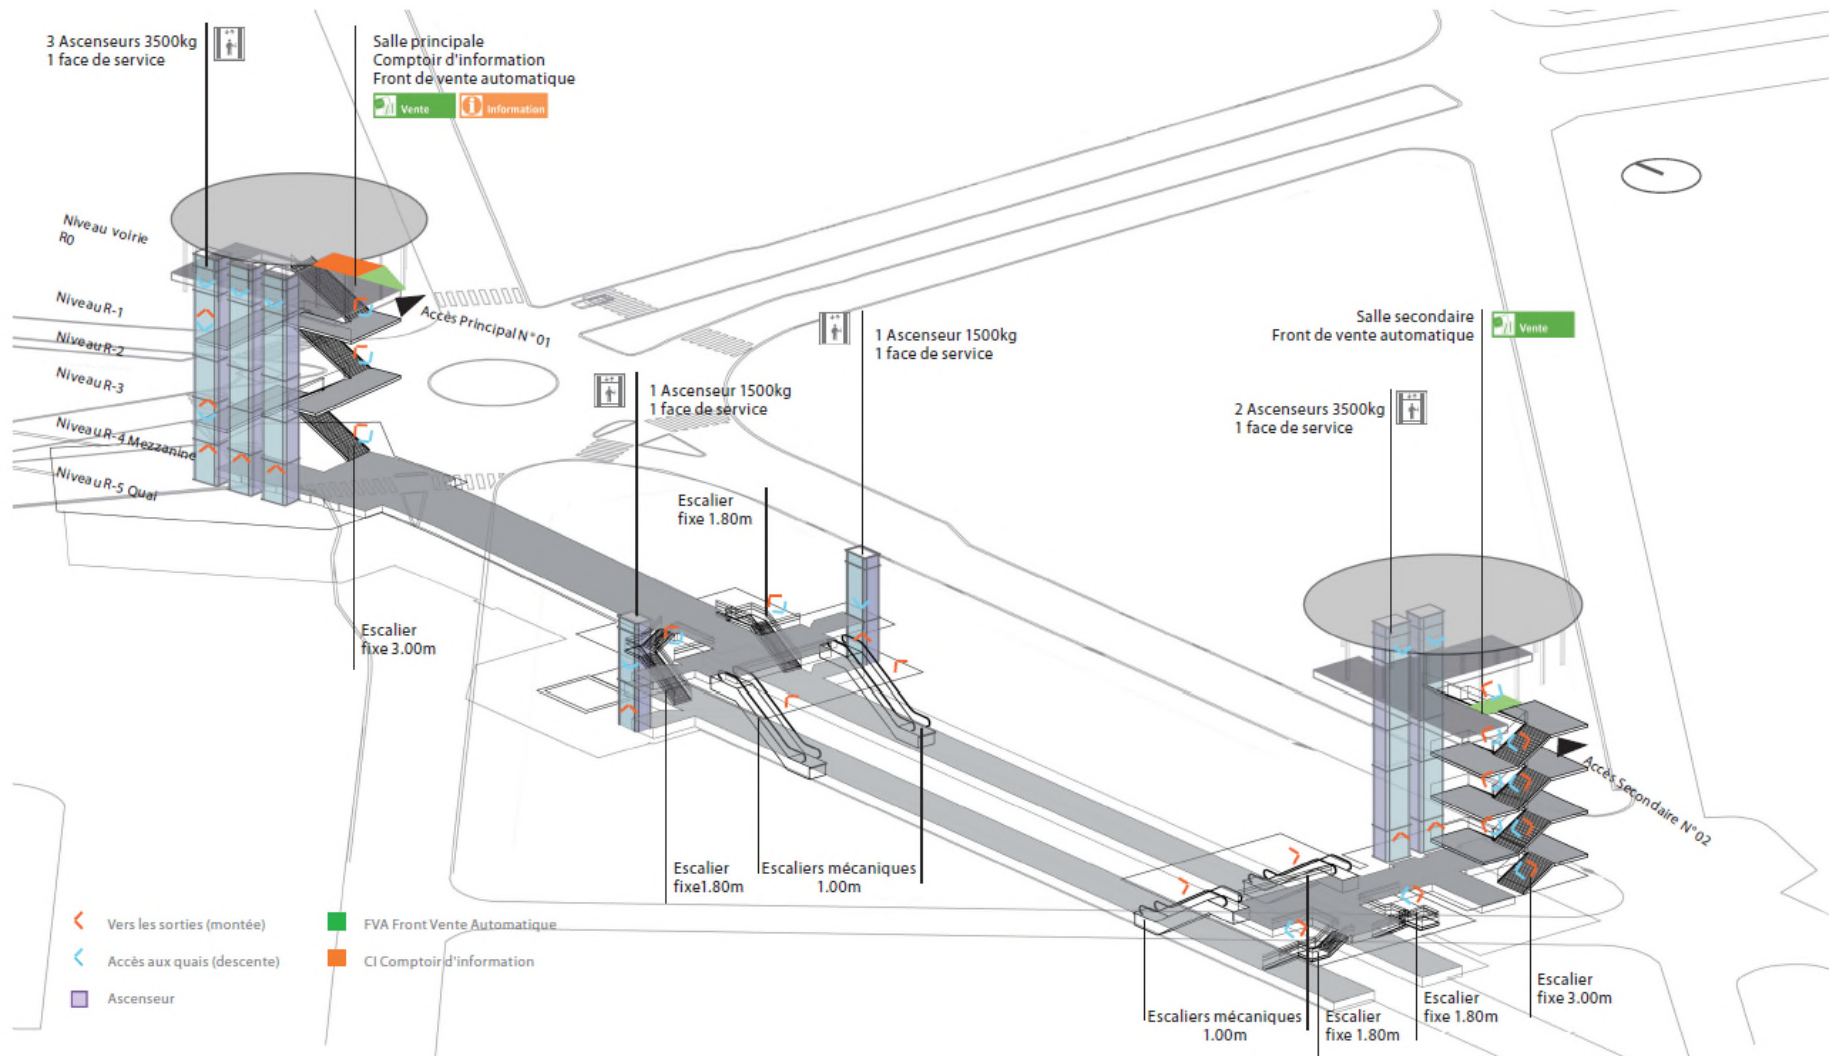 3 Ascenseurs 3500kg
1 face de service
Salle principale
Comptoir d'information
Front de vente automatique
Vente
Information
Niveau voirie
R0
Niveau R-1
Niveau R-2
Niveau R-3
Niveau R-4 Mezzanine
Niveau R-5 Quai
Accès Principal N°01
1 Ascenseur 1500kg
1 face de service
1 Ascenseur 1500kg
1 face de service
Salle secondaire
Front de vente automatique
Vente
2 Ascenseurs 3500kg
1 face de service
Escalier
fixe 1.80m
Escalier
fixe 3.00m
Accès Secondaire N°02
Escalier
fixe1.80m
Escaliers mécaniques
1.00m
Vers les sorties (montée)
Accès aux quais (descente)
Ascenseur
FVA Front Vente Automatique
CI Comptoir d'information
Escaliers mécaniques
1.00m
Escalier
fixe 1.80m
Escalier
fixe 1.80m
Escalier
fixe 3.00m